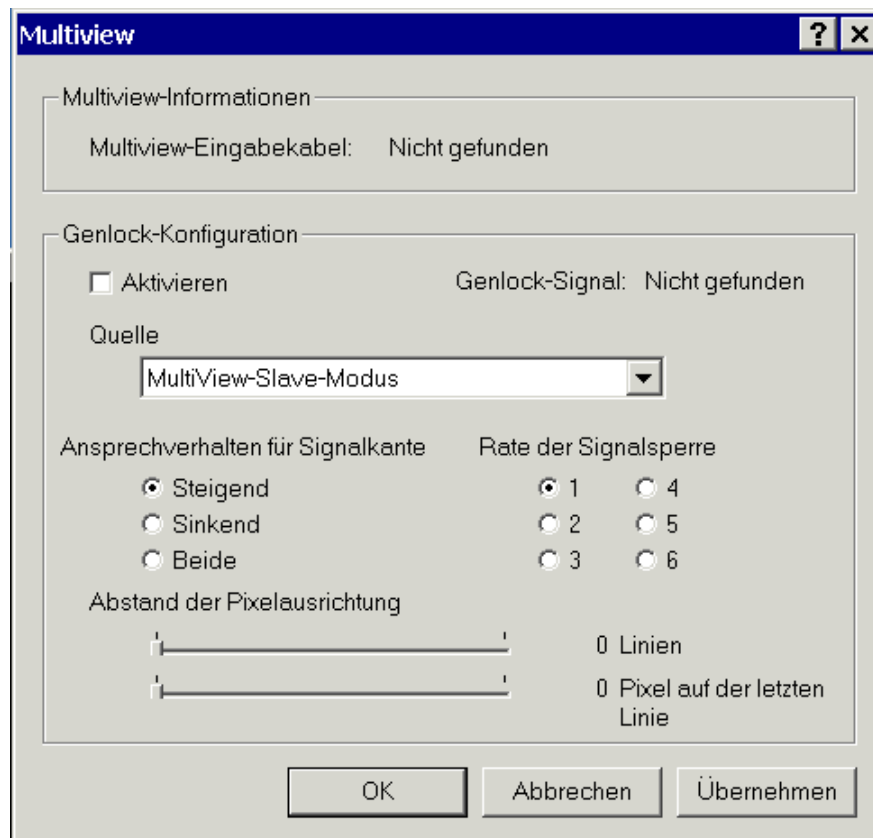 Multiview
Multiview-Informationen
Multiview-Eingabekabel: Nicht gefunden
Genlock-Konfiguration
Aktivieren Genlock-Signal: Nicht gefunden
Quelle
MultiView-Slave-Modus
Ansprechverhalten für Signalkante Rate der Signalsperre
Steigend 1 4
Sinkend 2 5
Beide 3 6
Abstand der Pixelausrichtung
0 Linien
0 Pixel auf der letzten
Linie
OK Abbrechen Übernehmen